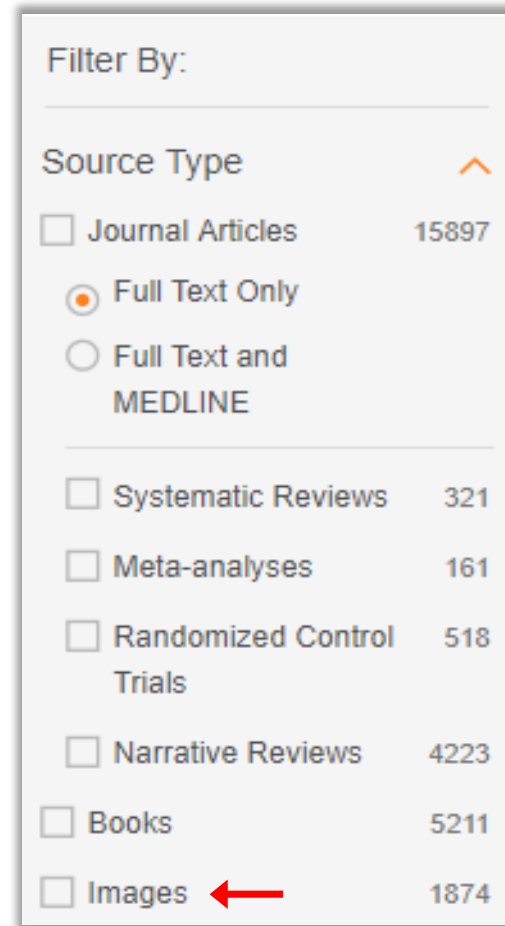 Filter By:
Source Type
Journal Articles 15897
Full Text Only
Full Text and
MEDLINE
Systematic Reviews 321
Meta-analyses 161
Randomized Control 518
Trials
Narrative Reviews 4223
Books 5211
Images 1874